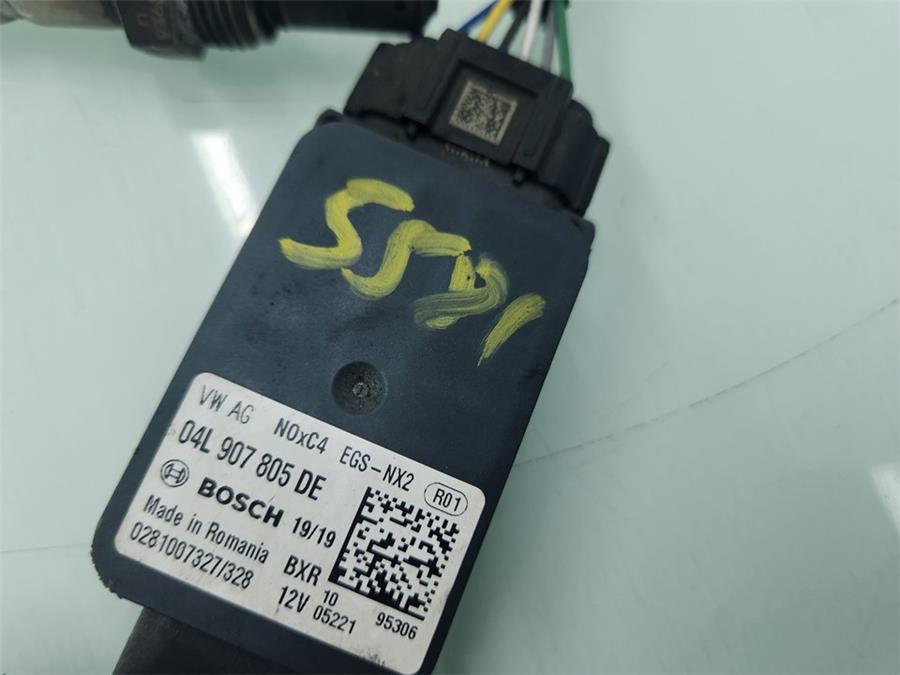 VW AG NOxC4 EGS-NX2 R01
04L 907 805 DE
BOSCH 19/19
Made in Romania BXR 10 95306
0281007327/328 12V 05221